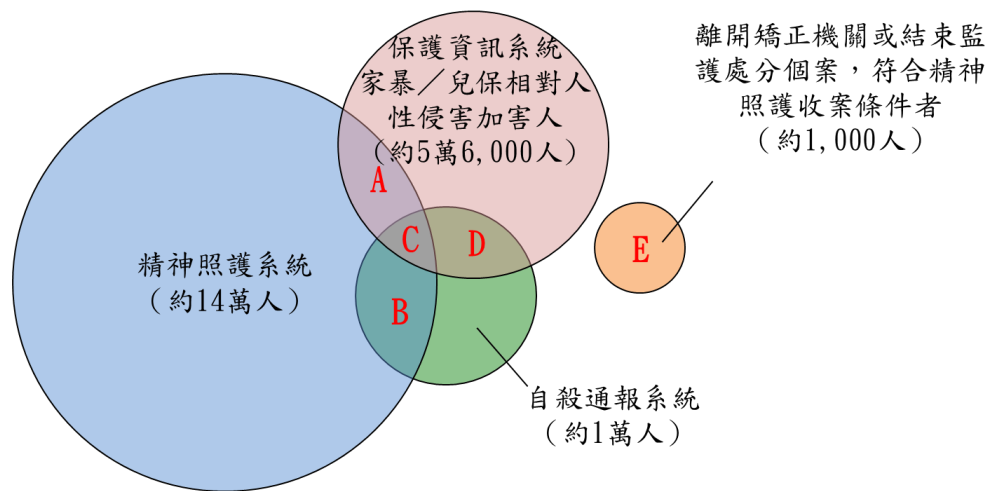 保護資訊系統
家暴／兒保相對人
性侵害加害人
(約5萬6,000人)
離開矯正機關或結束監
護處分個案，符合精神
照護收案條件者
(約1,000人)
A
C
D
E
精神照護系統
(約14萬人)
B
自殺通報系統
(約1萬人)